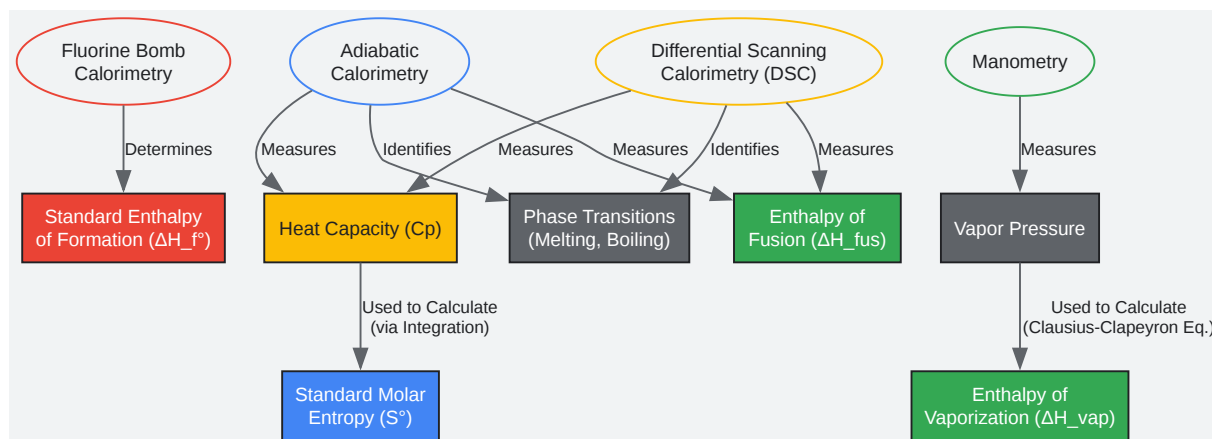 Fluorine Bomb
Calorimetry
Adiabatic
Calorimetry
Differential Scanning
Calorimetry (DSC)
Manometry
Determines
Measures
Identifies
Measures
Measures
Identifies
Measures
Measures
Standard Enthalpy
of Formation (ΔH_f°)
Heat Capacity (Cp)
Phase Transitions
(Melting, Boiling)
Enthalpy of
Fusion (ΔH_fus)
Vapor Pressure
Used to Calculate
(via Integration)
Used to Calculate
(Clausius-Clapeyron Eq.)
Standard Molar
Entropy (S°)
Enthalpy of
Vaporization (ΔH_vap)